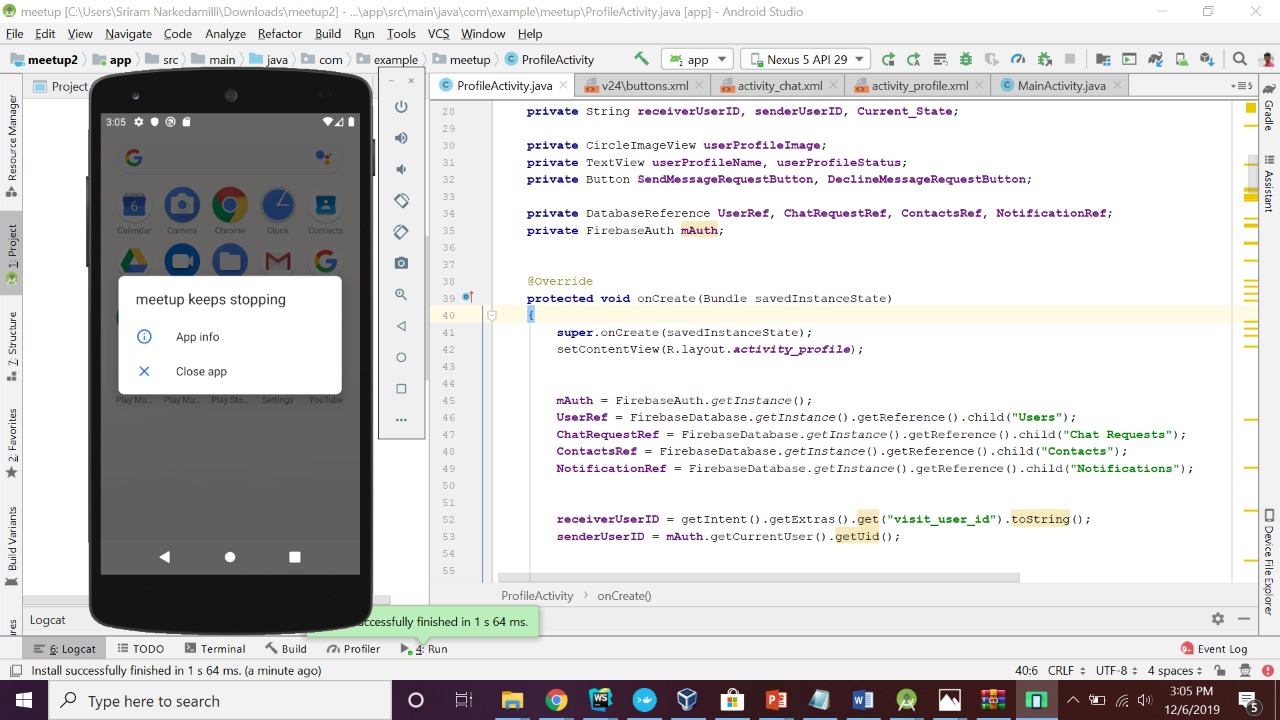 meetup [C:\Users\Sriram Narkedamilli\Downloads\meetup2] - ...\app\src\main\java\com\example\meetup\ProfileActivity.java [app] - Android Studio
File Edit View Navigate Code Analyze Refactor Build Run Tools VCS Window Help
meetup2 app src main java com example meetup ProfileActivity app Nexus 5 API 29
Project
ProfileActivity.java v24\buttons.xml activity_chat.xml activity_profile.xml MainActivity.java
Resource Manager
1: Project
Z: Structure
2: Favorites
Build Variants
Gradle
Assistant
Device File Explorer
3:05
Calendar Camera Chrome Clock Contacts
meetup keeps stopping
App info
Close app
Play Mo... Play Mu... Play Sto... Settings YouTube
28 private String receiverUserID, senderUserID, Current_State;
29
30 private CircleImageView userProfileImage;
31 private TextView userProfileName, userProfileStatus;
32 private Button SendMessageRequestButton, DeclineMessageRequestButton;
33
34 private DatabaseReference UserRef, ChatRequestRef, ContactsRef, NotificationRef;
35 private FirebaseAuth mAuth;
36
37
38 @Override
39 protected void onCreate(Bundle savedInstanceState)
40 {
41 super.onCreate(savedInstanceState);
42 setContentView(R.layout.activity_profile);
43
44
45 mAuth = FirebaseAuth.getInstance();
46 UserRef = FirebaseDatabase.getInstance().getReference().child("Users");
47 ChatRequestRef = FirebaseDatabase.getInstance().getReference().child("Chat Requests");
48 ContactsRef = FirebaseDatabase.getInstance().getReference().child("Contacts");
49 NotificationRef = FirebaseDatabase.getInstance().getReference().child("Notifications");
50
51
52 receiverUserID = getIntent().getExtras().get("visit_user_id").toString();
53 senderUserID = mAuth.getCurrentUser().getUid();
54
55
ProfileActivity › onCreate()
Logcat
successfully finished in 1 s 64 ms.
6: Logcat TODO Terminal Build Profiler 4: Run Event Log
Install successfully finished in 1 s 64 ms. (a minute ago) 40:6 CRLF UTF-8 4 spaces
Type here to search
3:05 PM
12/6/2019
5